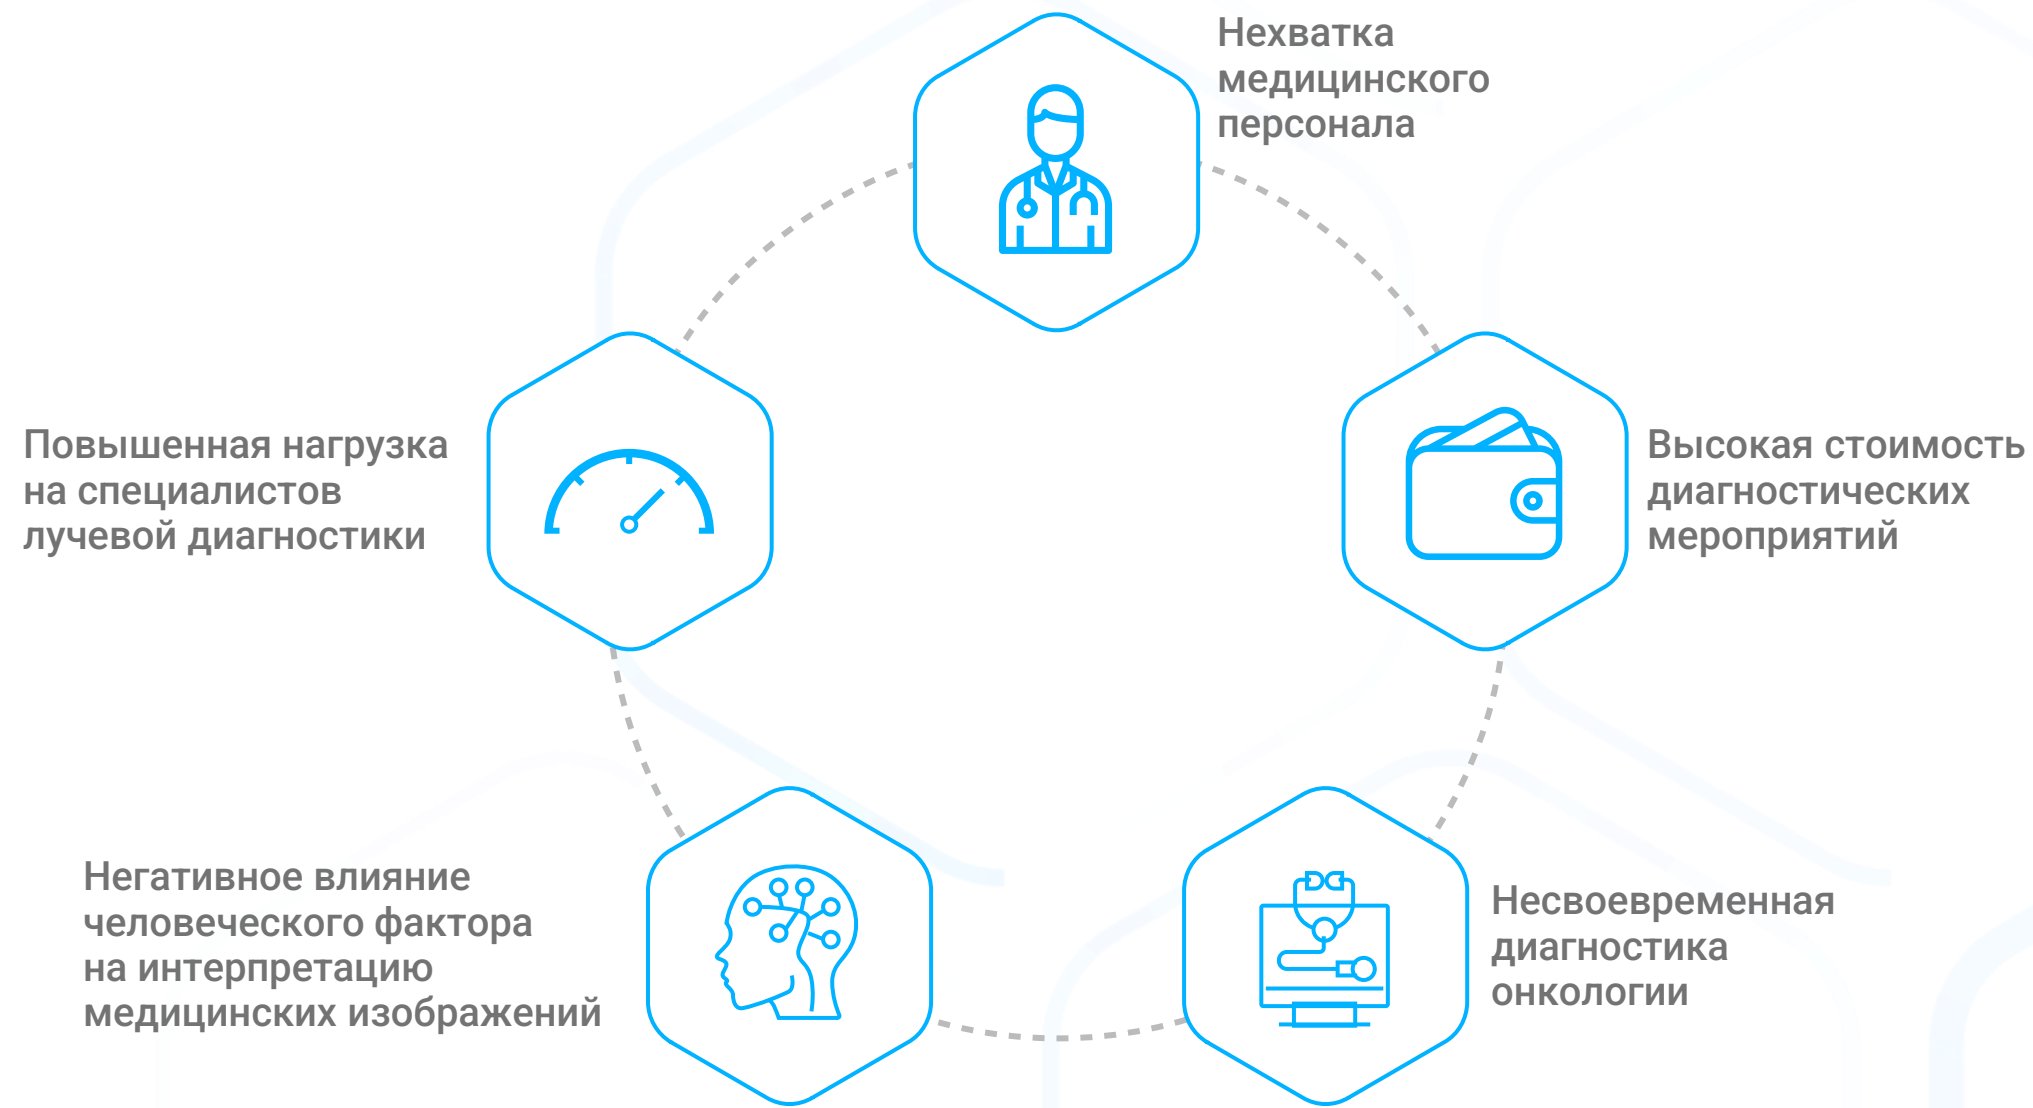 Нехватка
медицинского
персонала
Повышенная нагрузка
на специалистов
лучевой диагностики
Высокая стоимость
диагностических
мероприятий
Негативное влияние
человеческого фактора
на интерпретацию
медицинских изображений
Несвоевременная
диагностика
онкологии